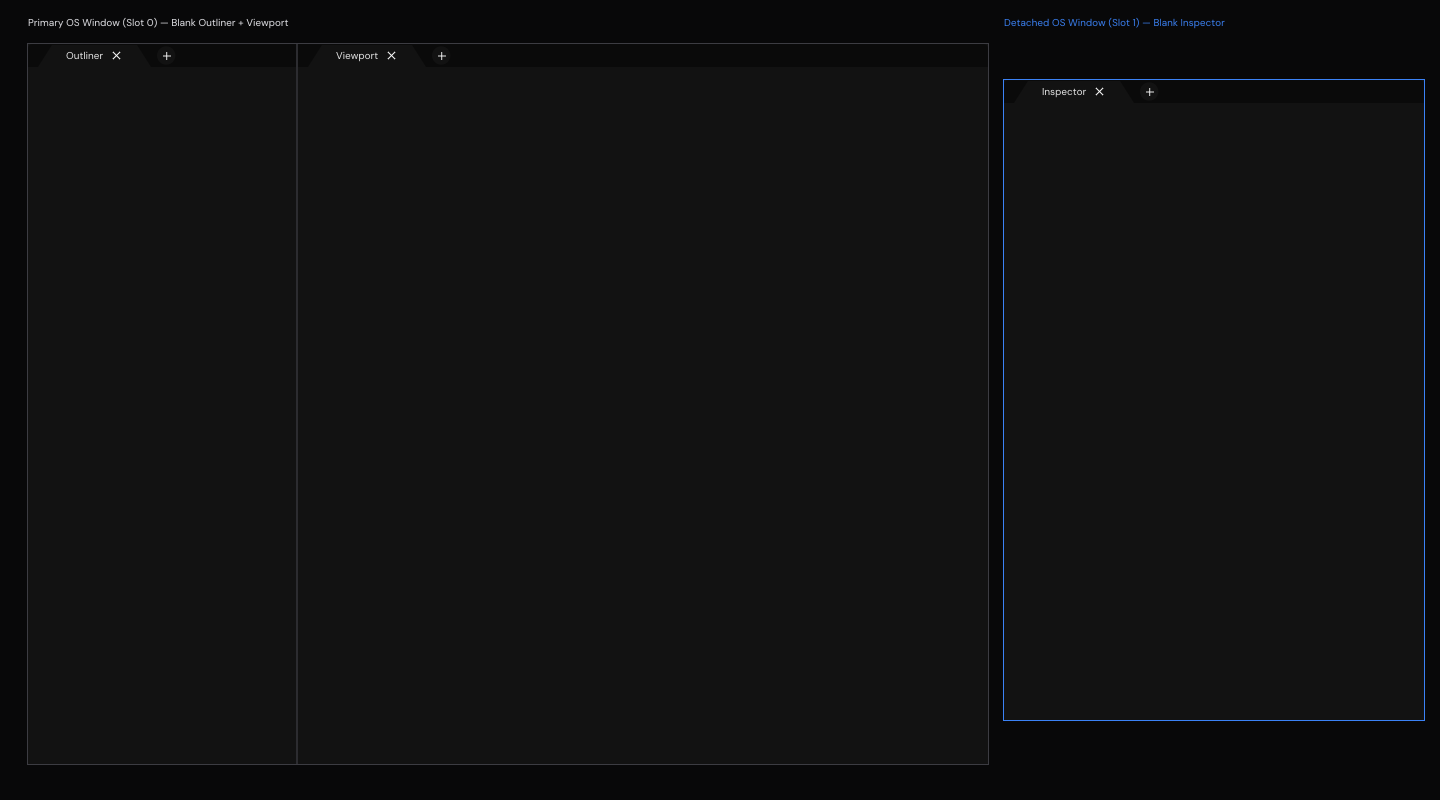 Primary OS Window (Slot 0) — Blank Outliner + Viewport
Detached OS Window (Slot 1) — Blank Inspector
Outliner
Viewport
Inspector